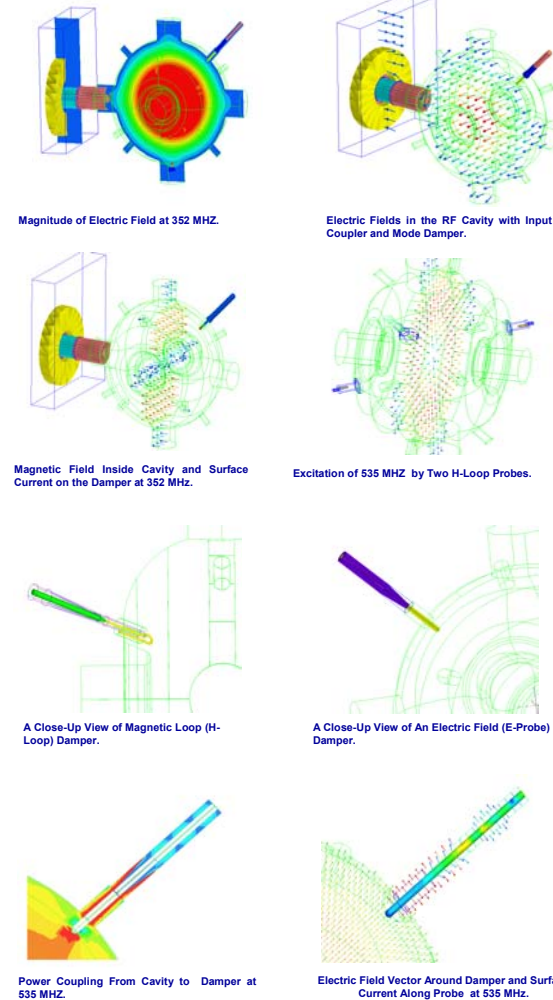 Magnitude of Electric Field at 352 MHZ.
Electric Fields in the RF Cavity with Input
Coupler and Mode Damper.
Magnetic Field Inside Cavity and Surface
Current on the Damper at 352 MHz.
Excitation of 535 MHZ by Two H-Loop Probes.
A Close-Up View of Magnetic Loop (H-
Loop) Damper.
A Close-Up View of An Electric Field (E-Probe)
Damper.
Power Coupling From Cavity to Damper at
535 MHZ.
Electric Field Vector Around Damper and Surfa
Current Along Probe at 535 MHz.